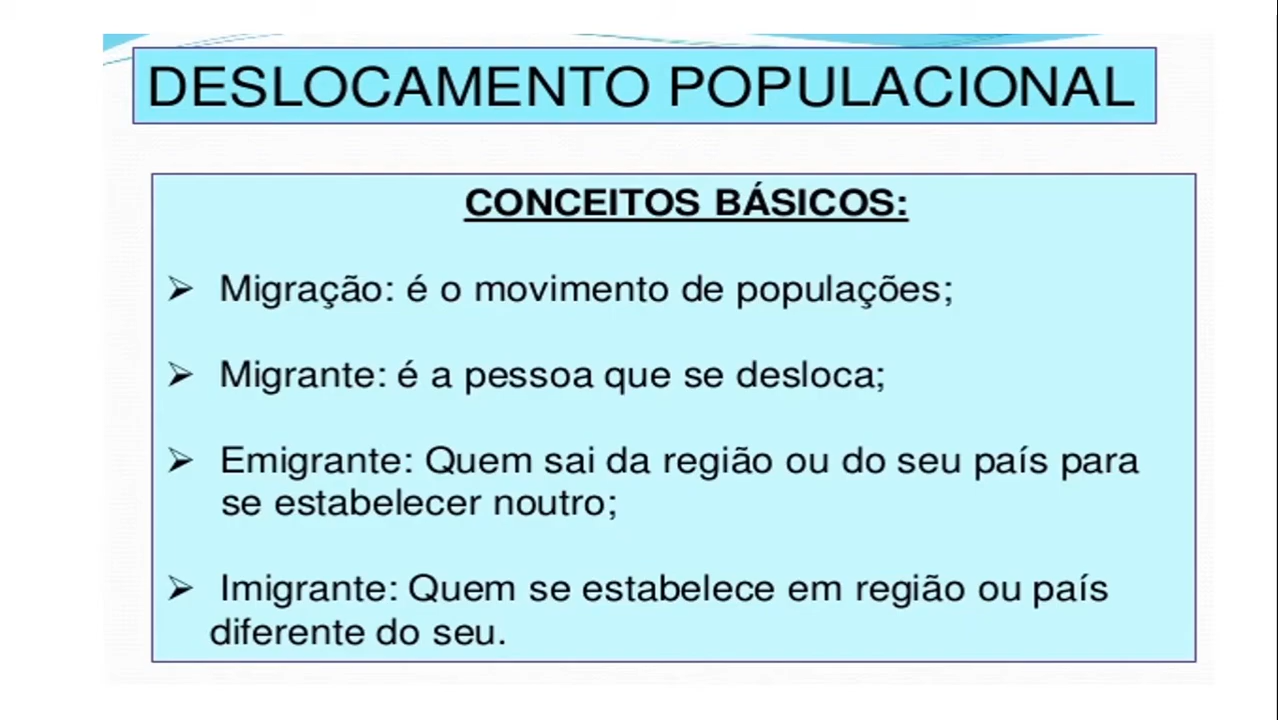 DESLOCAMENTO POPULACIONAL
CONCEITOS BÁSICOS:
➢ Migração: é o movimento de populações;
➢ Migrante: é a pessoa que se desloca;
➢ Emigrante: Quem sai da região ou do seu país para
se estabelecer noutro;
➢ Imigrante: Quem se estabelece em região ou país
diferente do seu.